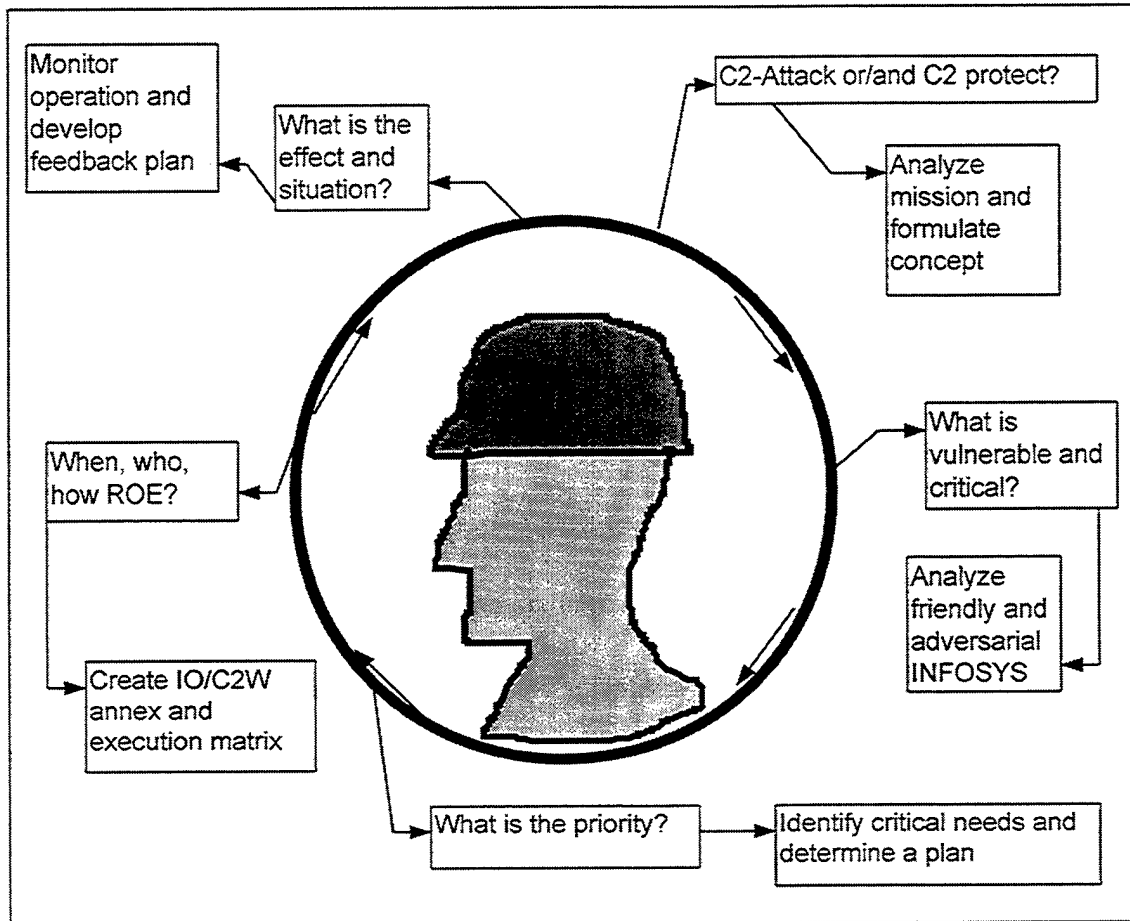 Monitor
operation and
develop
feedback plan
What is the
effect and
situation?
C2-Attack or/and C2 protect?
Analyze
mission and
formulate
concept
What is
vulnerable and
critical?
Analyze
friendly and
adversarial
INFOSYS
When, who,
how ROE?
Create IO/C2W
annex and
execution matrix
What is the priority?
Identify critical needs and
determine a plan